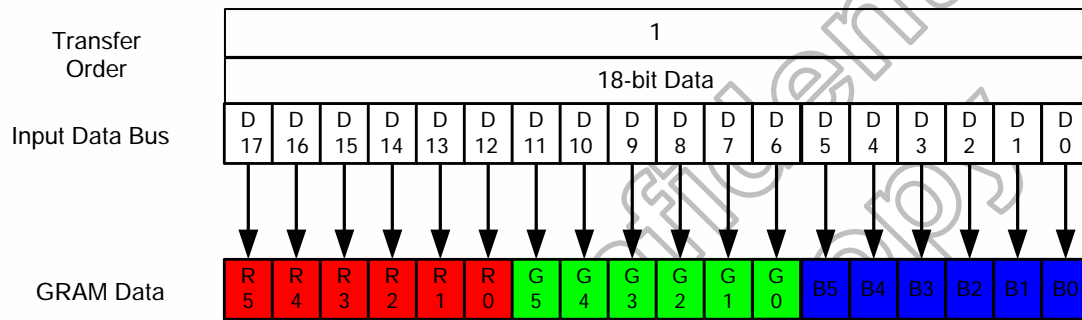 Transfer
Order
1
18-bit Data
Input Data Bus
D D D D D D D D D D D D D D D D D D
17 16 15 14 13 12 11 10 9 8 7 6 5 4 3 2 1 0
GRAM Data
R R R R R R G G G G G G B5 B4 B3 B2 B1 B0
5 4 3 2 1 0 5 4 3 2 1 0